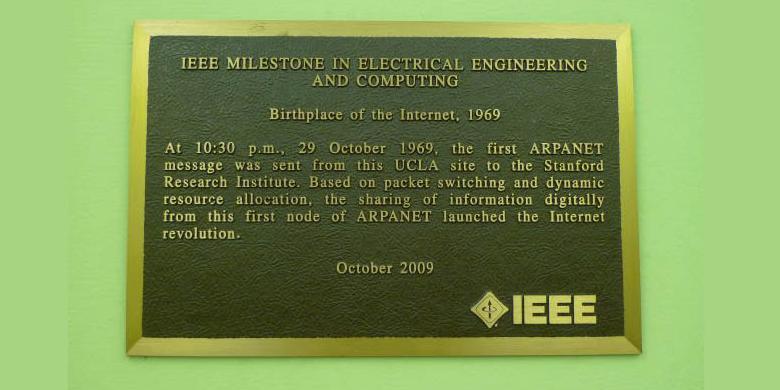 IEEE MILESTONE IN ELECTRICAL ENGINEERING
AND COMPUTING
Birthplace of the Internet, 1969
At 10:30 p.m., 29 October 1969, the first ARPANET
message was sent from this UCLA site to the Stanford
Research Institute. Based on packet switching and dynamic
resource allocation, the sharing of information digitally
from this first node of ARPANET launched the Internet
revolution.
October 2009
IEEE